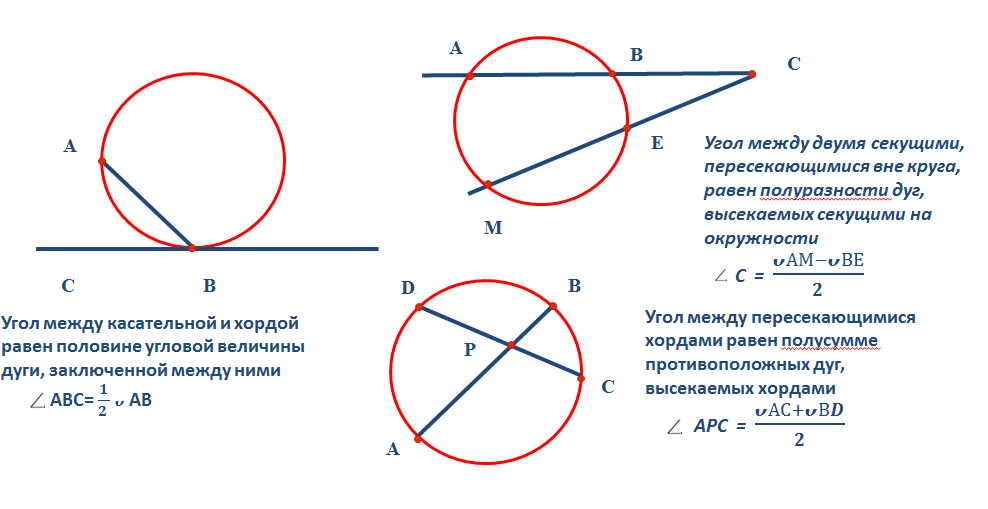 A
C
B
Угол между касательной и хордой
равен половине угловой величины
дуги, заключенной между ними
∠ ABC= 1/2 ◡ AB
A
B
C
E
M
Угол между двумя секущими,
пересекающимися вне круга,
равен полуразности дуг,
высекаемых секущими на
окружности
∠ C = (◡AM−◡BE)/2
D
B
P
C
A
Угол между пересекающимися
хордами равен полусумме
противоположных дуг,
высекаемых хордами
∠ APC = (◡AC+◡BD)/2